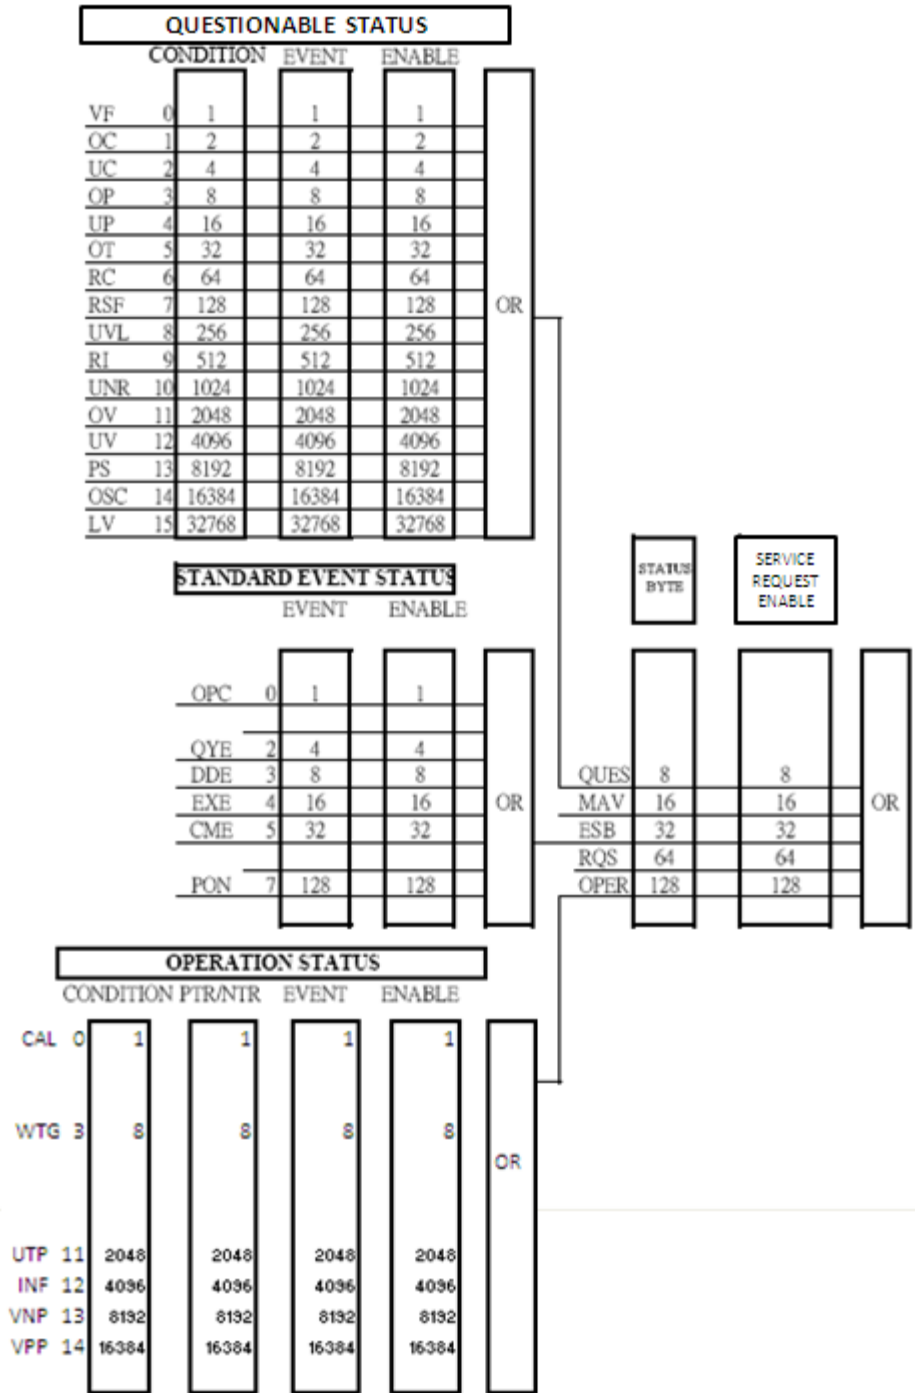 QUESTIONABLE STATUS
CONDITION EVENT ENABLE
VF 0 1 1 1
OC 1 2 2 2
UC 2 4 4 4
OP 3 8 8 8
UP 4 16 16 16
OT 5 32 32 32
RC 6 64 64 64
RSF 7 128 128 128 OR
UVL 8 256 256 256
RI 9 512 512 512
UNR 10 1024 1024 1024
OV 11 2048 2048 2048
UV 12 4096 4096 4096
PS 13 8192 8192 8192
OSC 14 16384 16384 16384
LV 15 32768 32768 32768
STATUS BYTE
SERVICE REQUEST ENABLE
STANDARD EVENT STATUS
EVENT ENABLE
OPC 0 1 1
QYE 2 4 4
DDE 3 8 8 QUES 8 8
EXE 4 16 16 OR MAV 16 16 OR
CME 5 32 32 ESB 32 32
RQS 64 64
PON 7 128 128 OPER 128 128
OPERATION STATUS
CONDITION PTR/NTR EVENT ENABLE
CAL 0 1 1 1 1
WTG 3 8 8 8 8
OR
UTP 11 2048 2048 2048 2048
INF 12 4096 4096 4096 4096
VNP 13 8192 8192 8192 8192
VPP 14 16384 16384 16384 16384